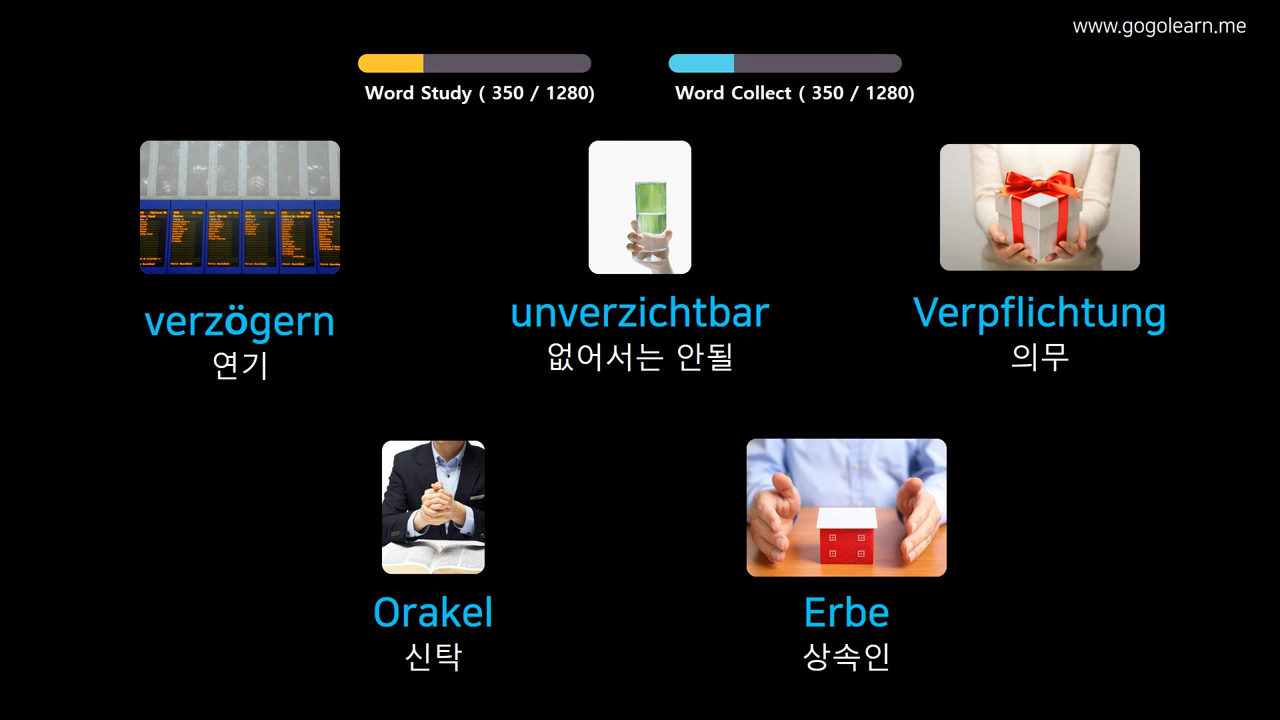 www.gogolearn.me
Word Study ( 350 / 1280)
Word Collect ( 350 / 1280)
verzögern
연기
unverzichtbar
없어서는 안될
Verpflichtung
의무
Orakel
신탁
Erbe
상속인